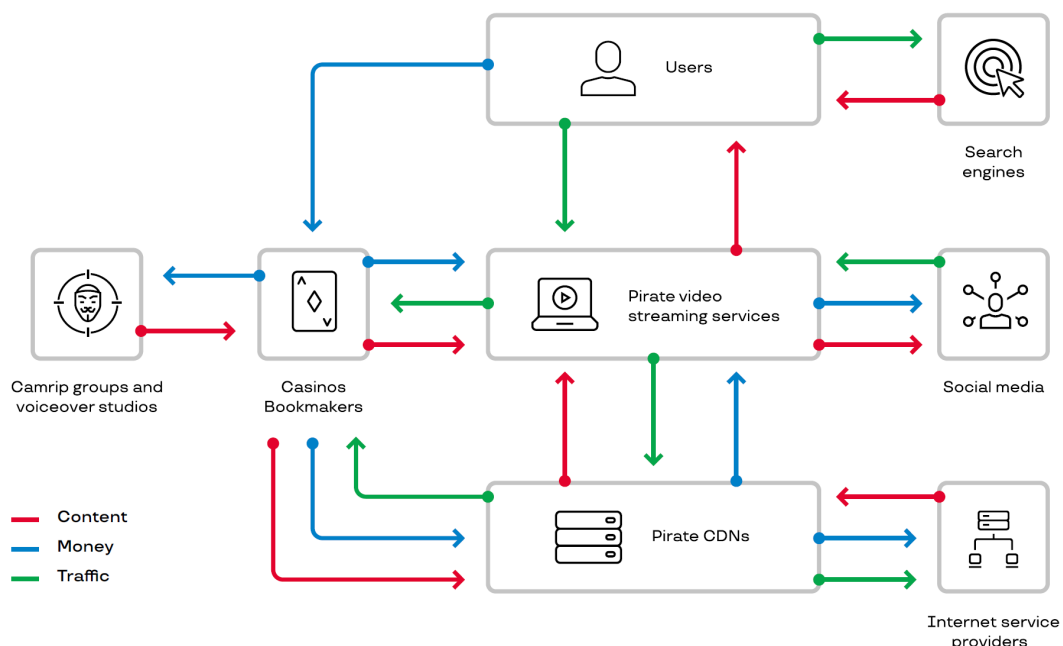 Users
Search
engines
Pirate video
streaming services
Camrip groups and
voiceover studios
Casinos
Bookmakers
Social media
Content
Money
Traffic
Pirate CDNs
Internet service
providers